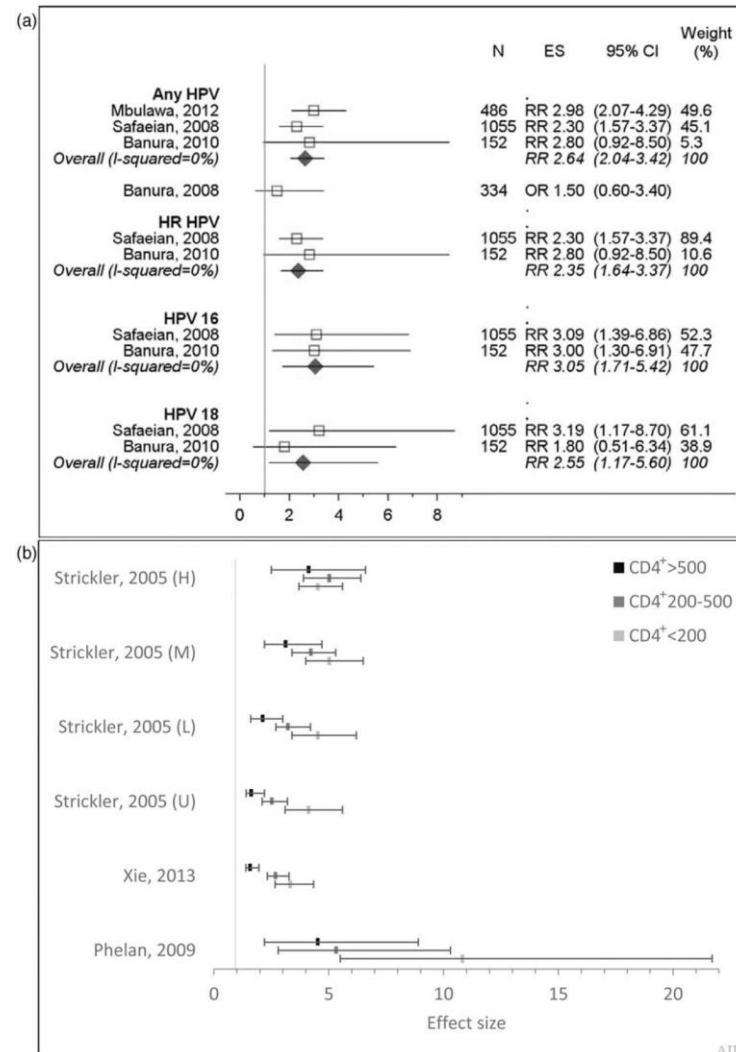 (a)
Weight
N ES 95% CI (%)
Any HPV
Mbulawa, 2012 486 RR 2.98 (2.07-4.29) 49.6
Safaeian, 2008 1055 RR 2.30 (1.57-3.37) 45.1
Banura, 2010 152 RR 2.80 (0.92-8.50) 5.3
Overall (I-squared=0%) RR 2.64 (2.04-3.42) 100
Banura, 2008 334 OR 1.50 (0.60-3.40)
HR HPV
Safaeian, 2008 1055 RR 2.30 (1.57-3.37) 89.4
Banura, 2010 152 RR 2.80 (0.92-8.50) 10.6
Overall (I-squared=0%) RR 2.35 (1.64-3.37) 100
HPV 16
Safaeian, 2008 1055 RR 3.09 (1.39-6.86) 52.3
Banura, 2010 152 RR 3.00 (1.30-6.91) 47.7
Overall (I-squared=0%) RR 3.05 (1.71-5.42) 100
HPV 18
Safaeian, 2008 1055 RR 3.19 (1.17-8.70) 61.1
Banura, 2010 152 RR 1.80 (0.51-6.34) 38.9
Overall (I-squared=0%) RR 2.55 (1.17-5.60) 100
0 2 4 6 8
(b)
Strickler, 2005 (H)
CD4⁺>500
CD4⁺200-500
CD4⁺<200
Strickler, 2005 (M)
Strickler, 2005 (L)
Strickler, 2005 (U)
Xie, 2013
Phelan, 2009
0 5 10 15 20
Effect size